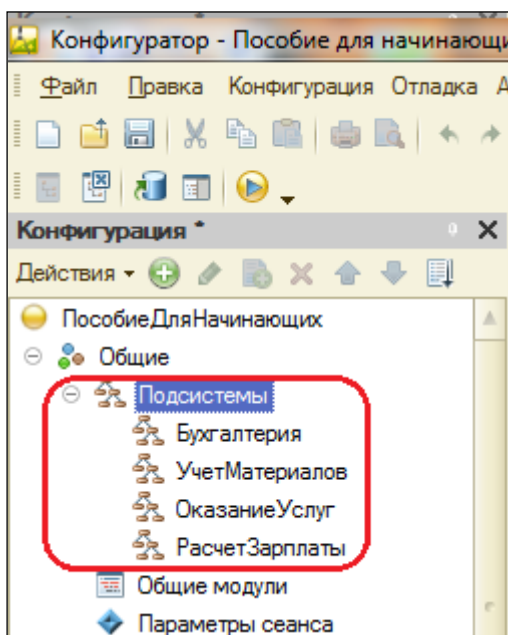 Конфигуратор - Пособие для начинающи
Файл Правка Конфигурация Отладка
Конфигурация *
Действия
ПособиеДляНачинающих
Общие
Подсистемы
Бухгалтерия
УчетМатериалов
ОказаниеУслуг
РасчетЗарплаты
Общие модули
Параметры сеанса